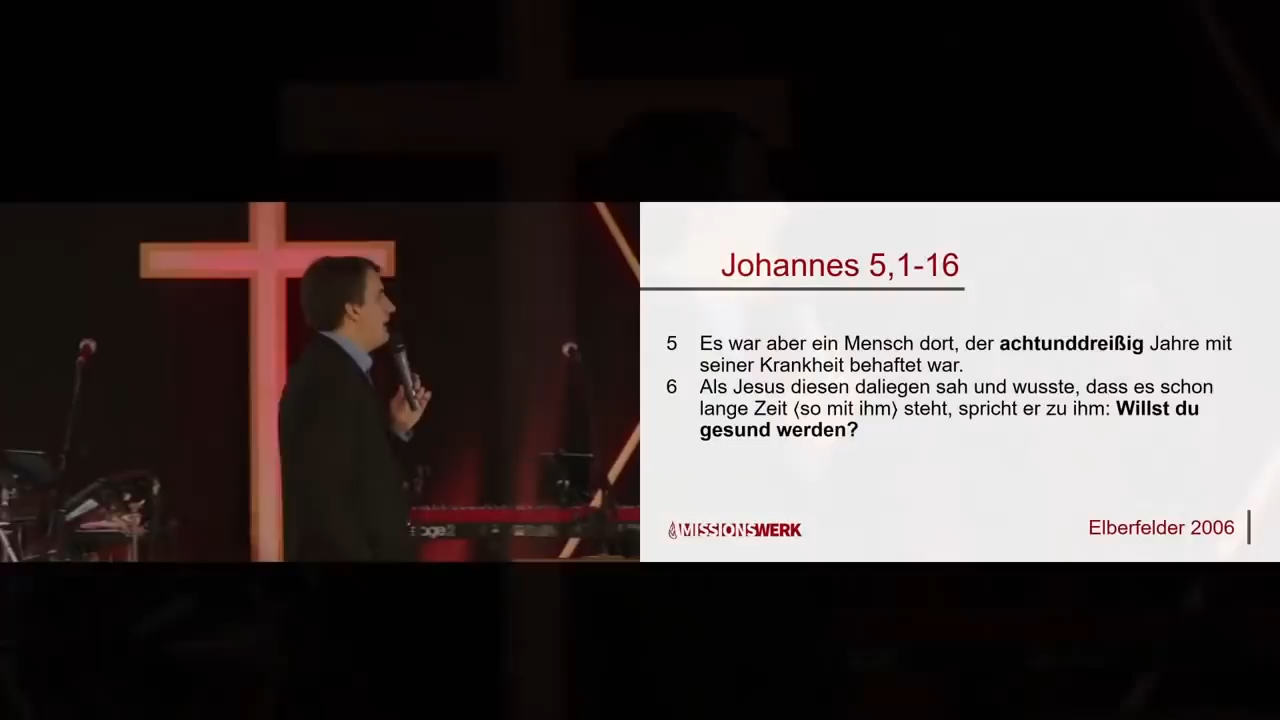 Johannes 5,1-16
5 Es war aber ein Mensch dort, der achtunddreißig Jahre mit
seiner Krankheit behaftet war.
6 Als Jesus diesen daliegen sah und wusste, dass es schon
lange Zeit ⟨so mit ihm⟩ steht, spricht er zu ihm: Willst du
gesund werden?
MISSIONSWERK
Elberfelder 2006